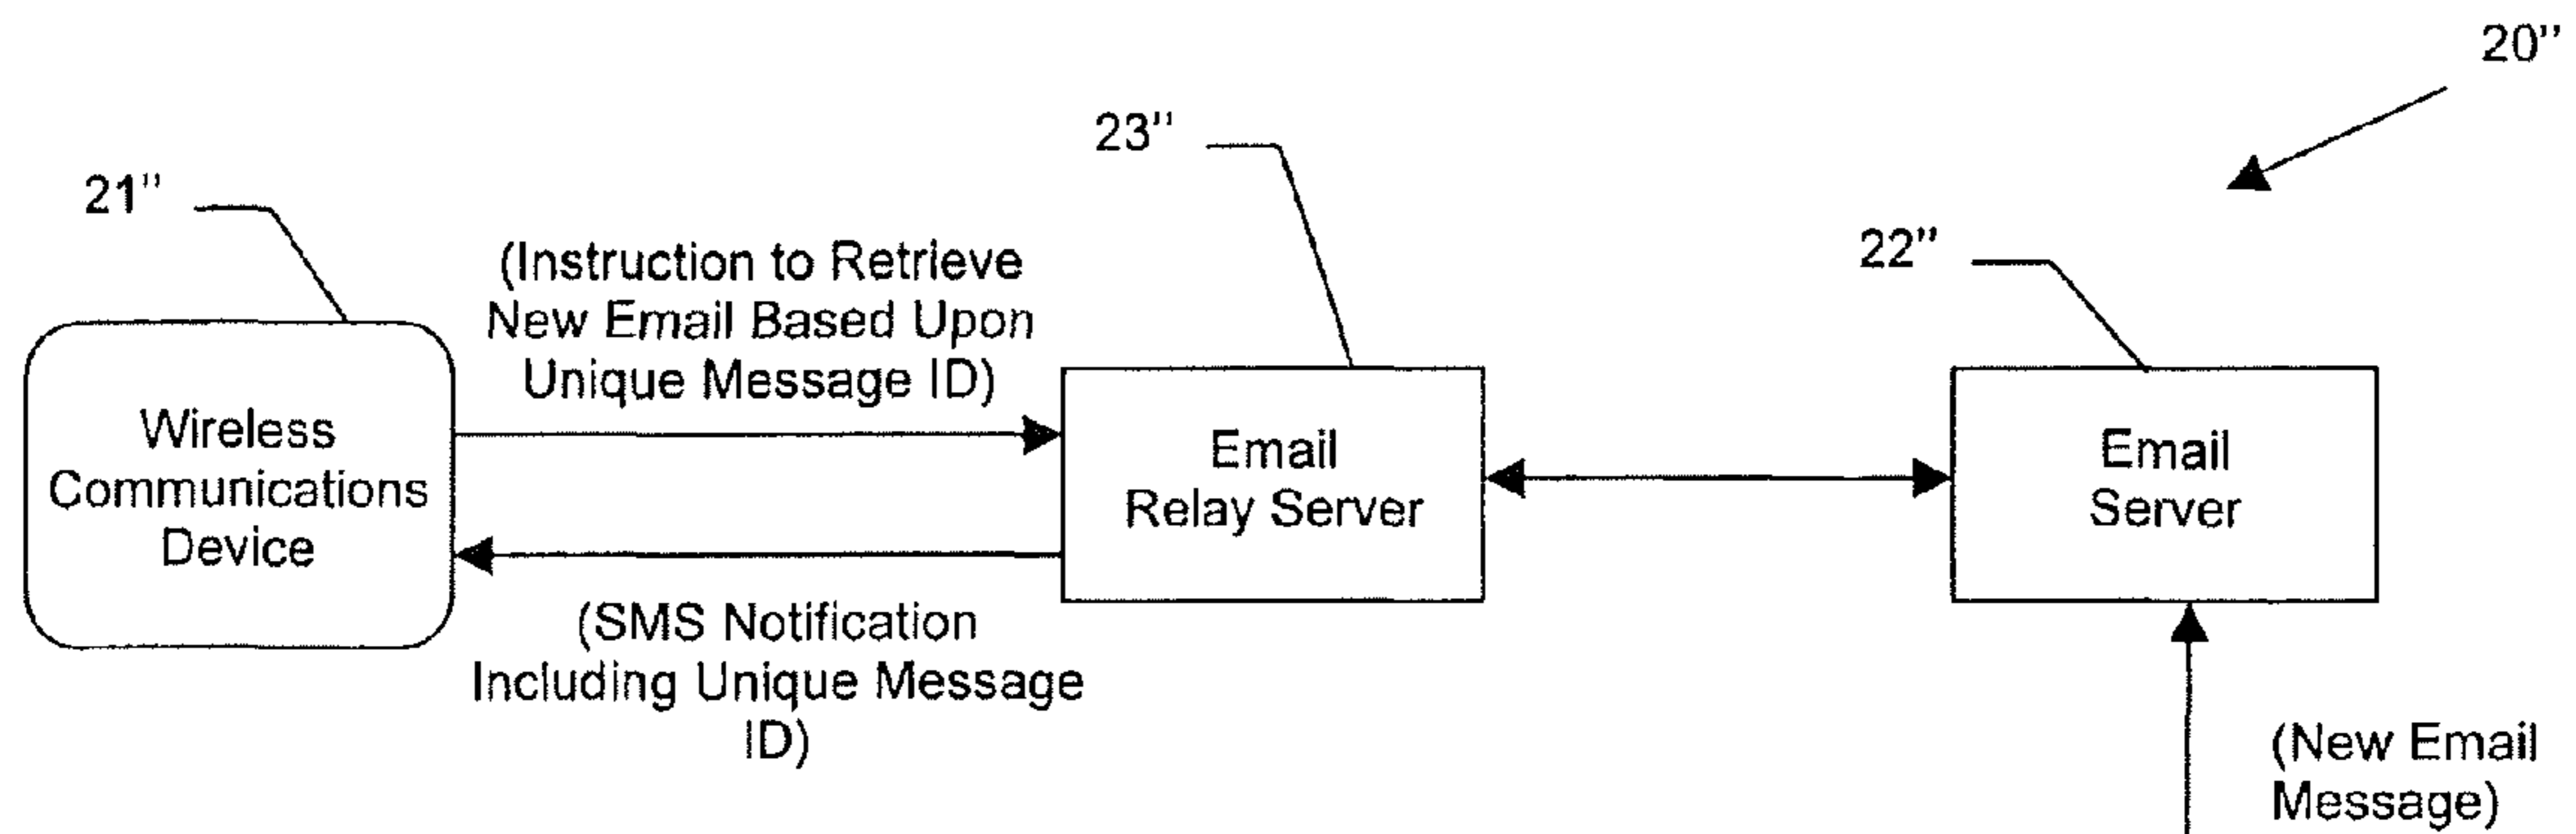 20''
23''
21''
22''
(Instruction to Retrieve
New Email Based Upon
Unique Message ID)
Wireless
Communications
Device
Email
Relay Server
Email
Server
(SMS Notification
Including Unique Message
ID)
(New Email
Message)